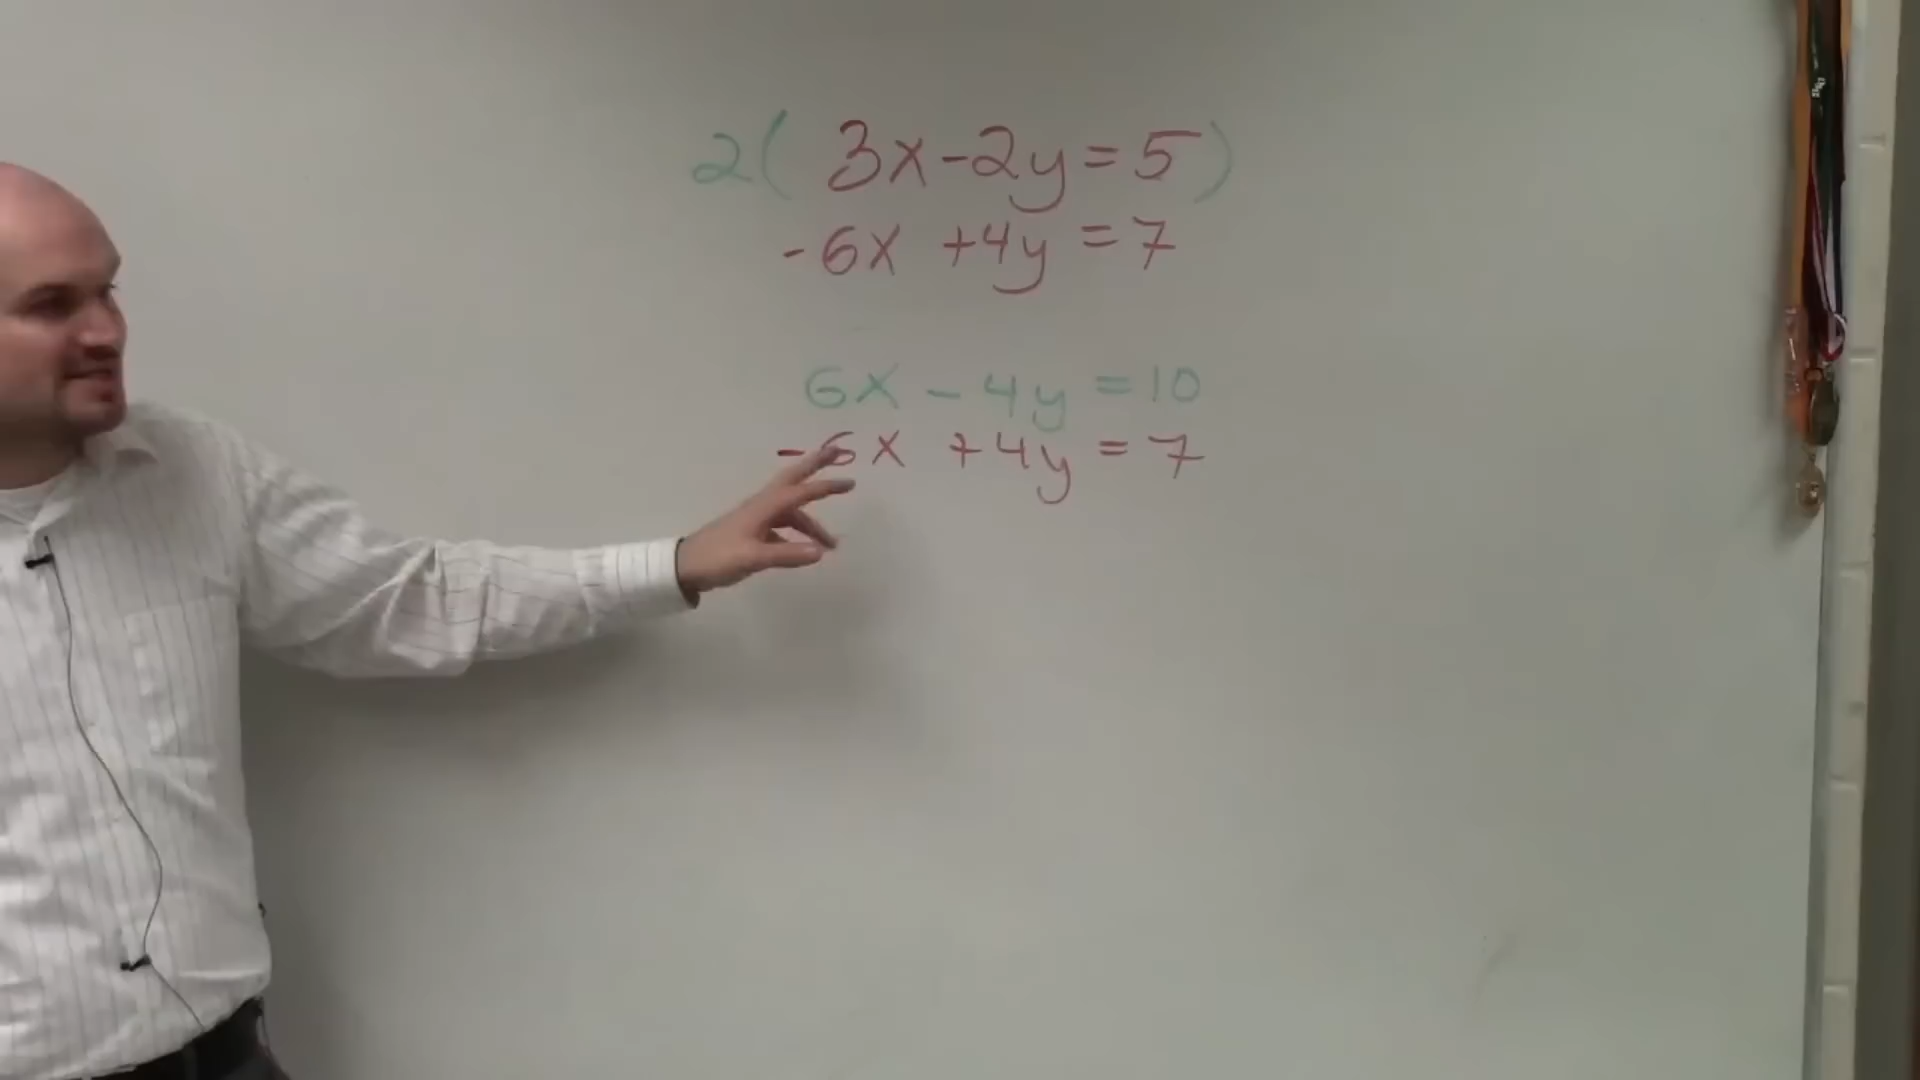 2( 3x-2y=5)
-6x +4y =7
6x - 4y =10
-6x +4y = 7